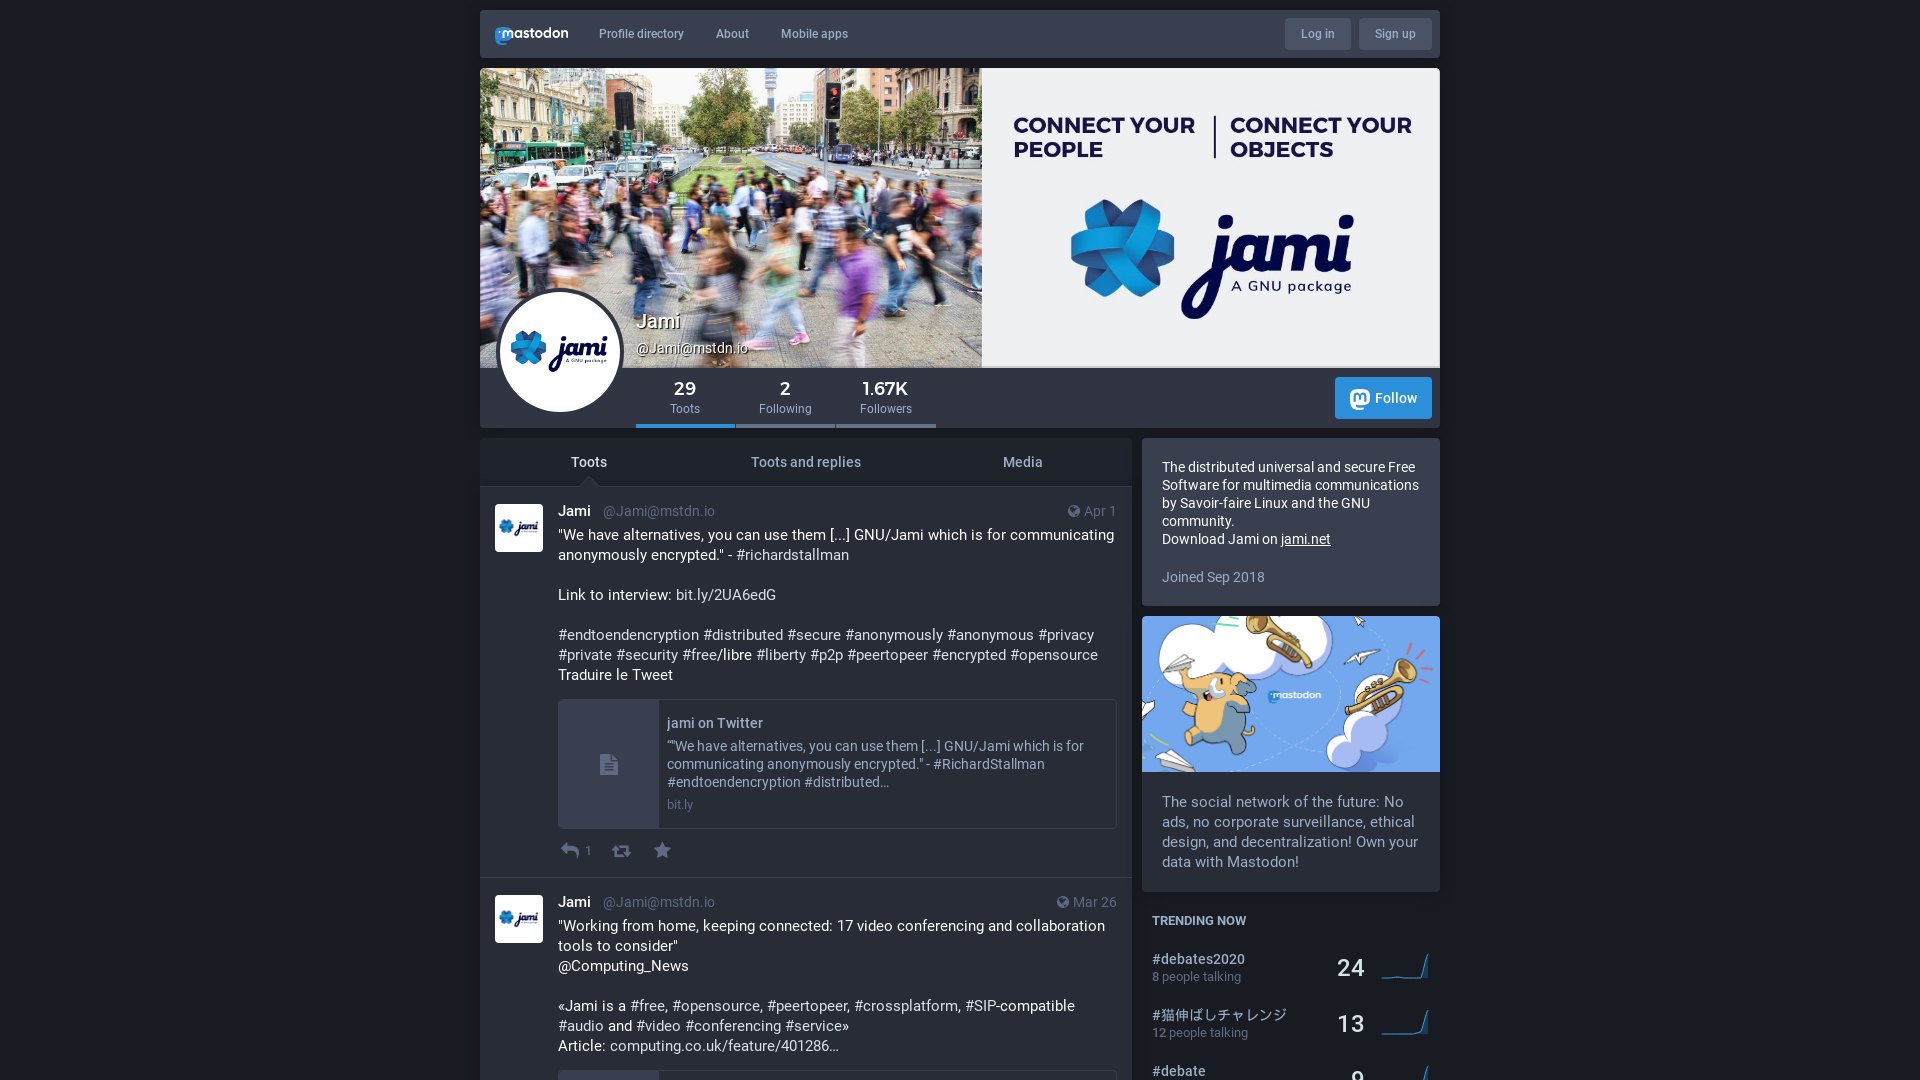 mastodon
Profile directory
About
Mobile apps
Log in
Sign up
CONNECT YOUR PEOPLE
CONNECT YOUR OBJECTS
jami
A GNU package
jami
A GNU package
Jami
@Jami@mstdn.io
29
Toots
2
Following
1.67K
Followers
Follow
Toots
Toots and replies
Media
Jami @Jami@mstdn.io
Apr 1
"We have alternatives, you can use them [...] GNU/Jami which is for communicating
anonymously encrypted." - #richardstallman
Link to interview: bit.ly/2UA6edG
#endtoendencryption #distributed #secure #anonymously #anonymous #privacy
#private #security #free/libre #liberty #p2p #peertopeer #encrypted #opensource
Traduire le Tweet
jami on Twitter
“"We have alternatives, you can use them [...] GNU/Jami which is for
communicating anonymously encrypted." - #RichardStallman
#endtoendencryption #distributed…
bit.ly
1
Jami @Jami@mstdn.io
Mar 26
"Working from home, keeping connected: 17 video conferencing and collaboration
tools to consider"
@Computing_News
«Jami is a #free, #opensource, #peertopeer, #crossplatform, #SIP-compatible
#audio and #video #conferencing #service»
Article: computing.co.uk/feature/401286…
The distributed universal and secure Free
Software for multimedia communications
by Savoir-faire Linux and the GNU
community.
Download Jami on jami.net
Joined Sep 2018
mastodon
The social network of the future: No
ads, no corporate surveillance, ethical
design, and decentralization! Own your
data with Mastodon!
TRENDING NOW
#debates2020
8 people talking
24
#猫伸ばしチャレンジ
12 people talking
13
#debate
9